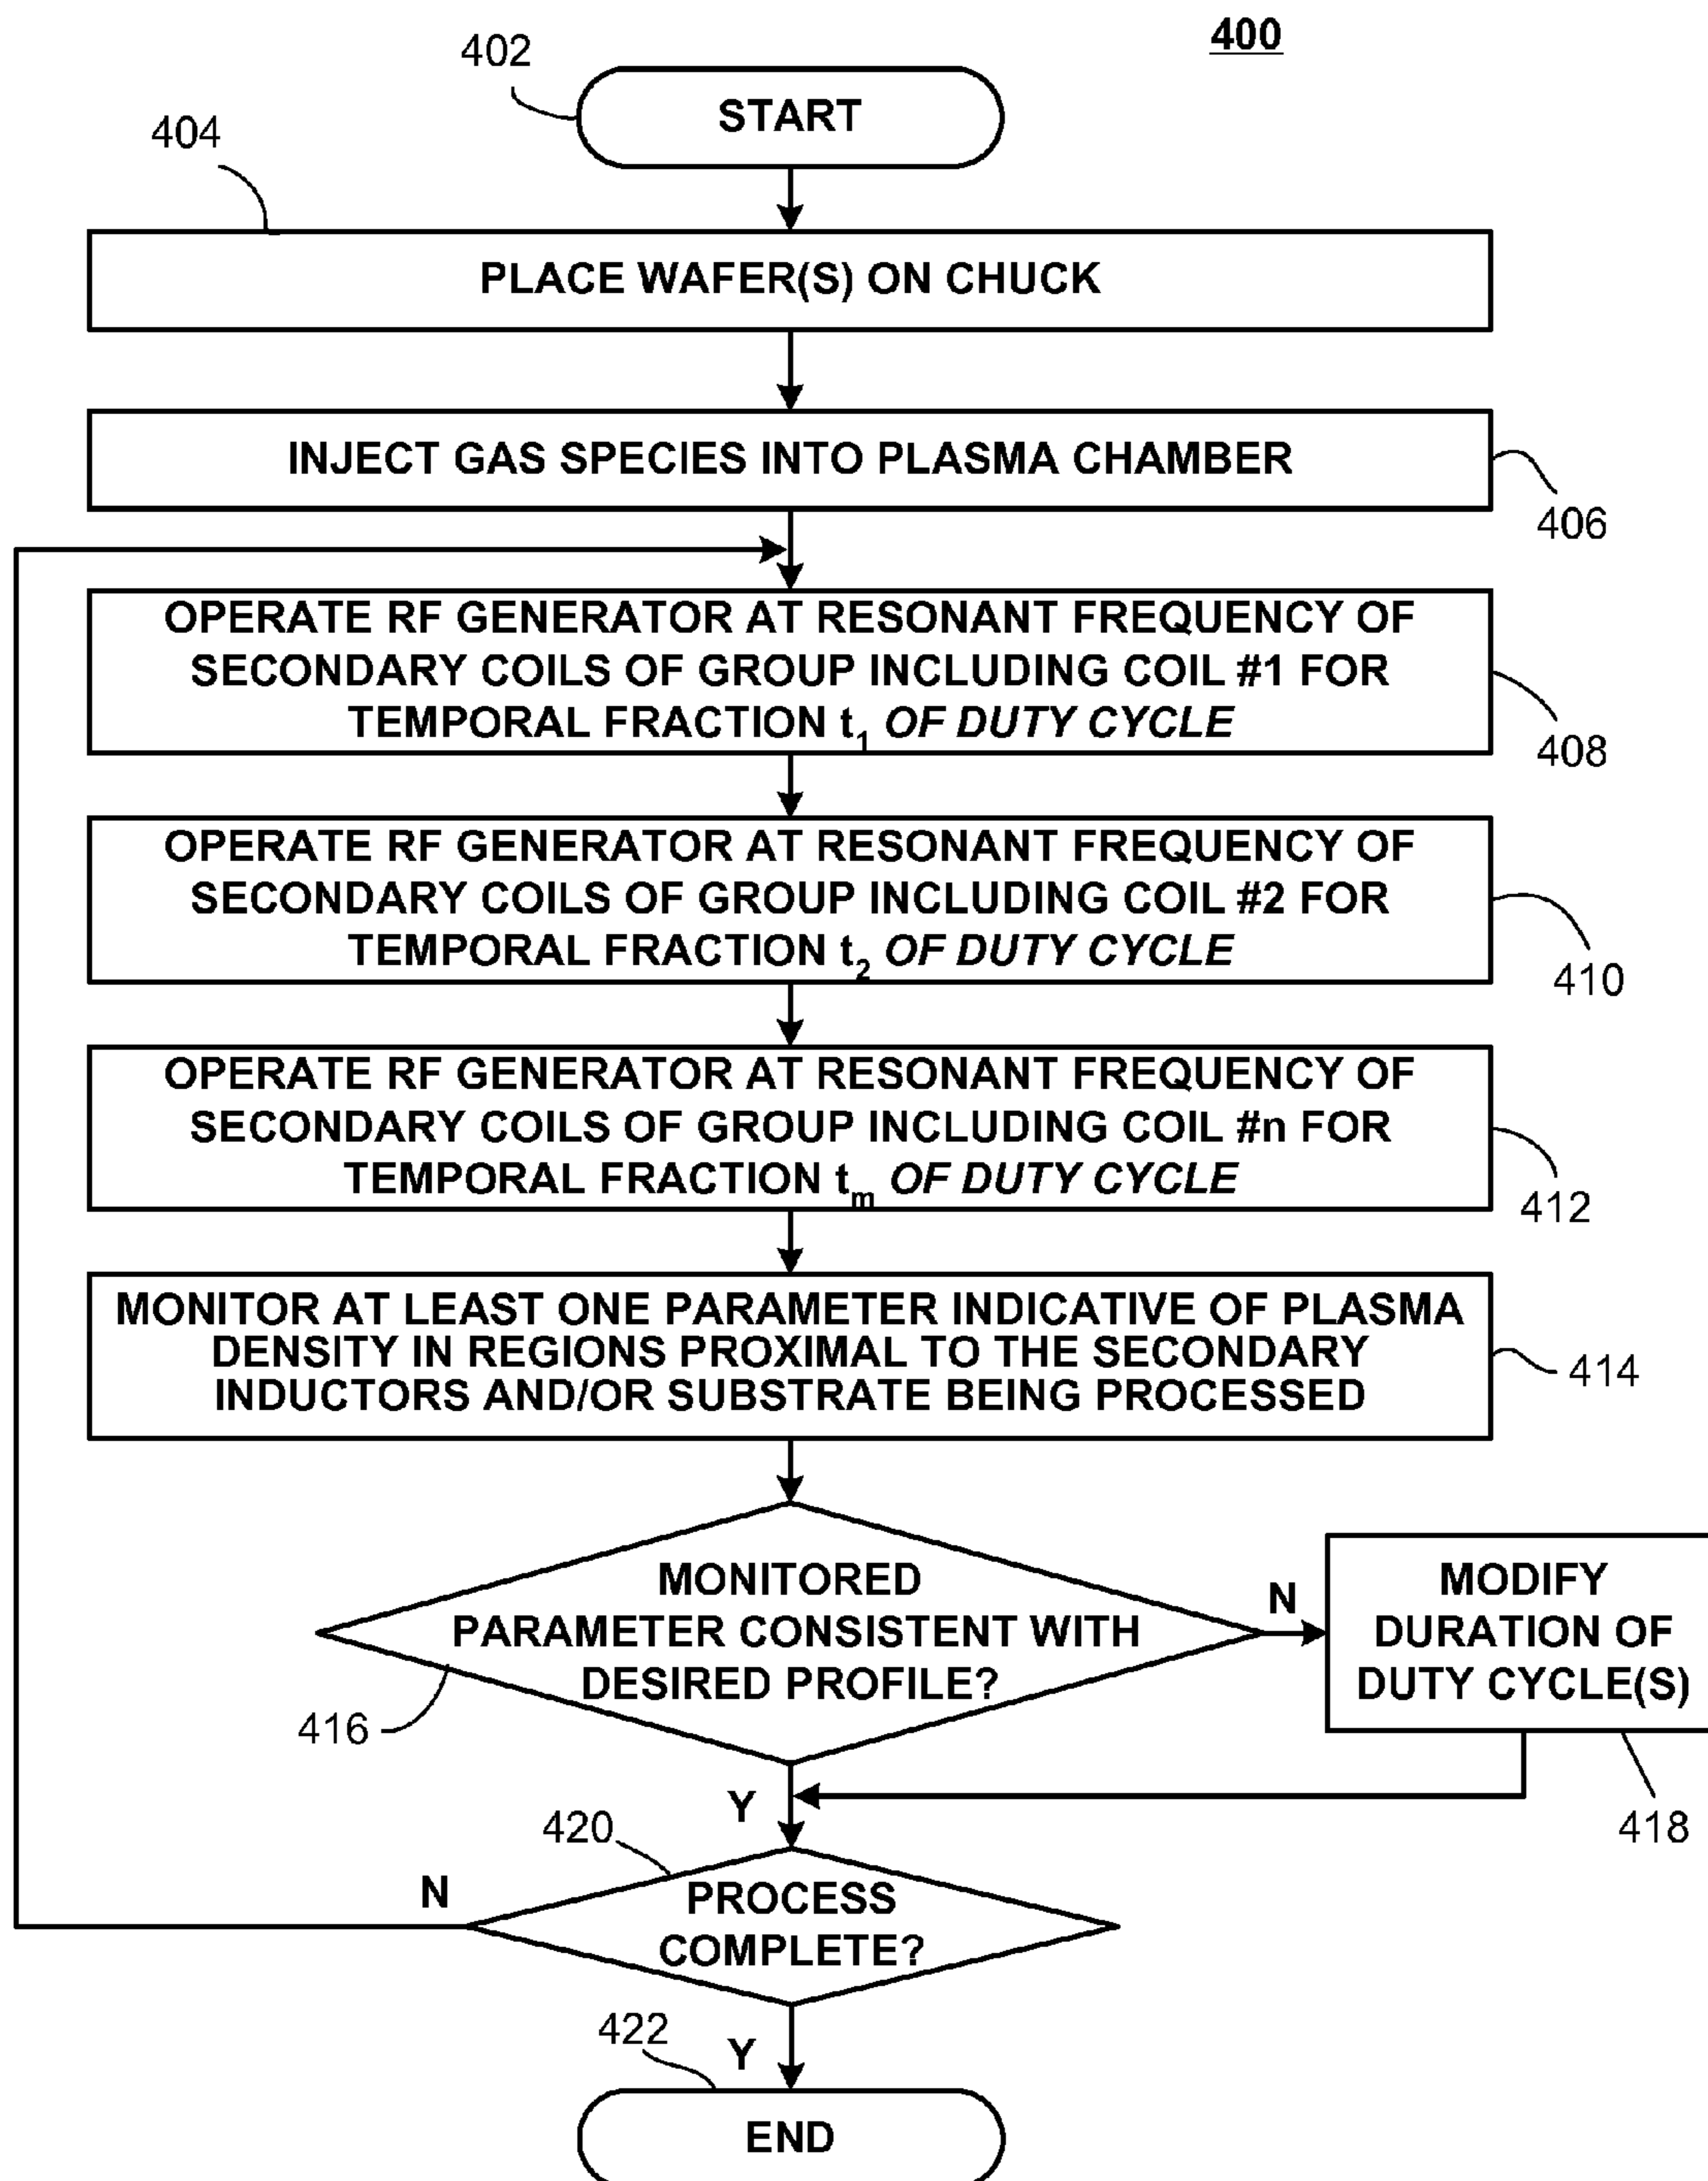 400
402
START
404
PLACE WAFER(S) ON CHUCK
INJECT GAS SPECIES INTO PLASMA CHAMBER
406
OPERATE RF GENERATOR AT RESONANT FREQUENCY OF
SECONDARY COILS OF GROUP INCLUDING COIL #1 FOR
TEMPORAL FRACTION t1 OF DUTY CYCLE
408
OPERATE RF GENERATOR AT RESONANT FREQUENCY OF
SECONDARY COILS OF GROUP INCLUDING COIL #2 FOR
TEMPORAL FRACTION t2 OF DUTY CYCLE
410
OPERATE RF GENERATOR AT RESONANT FREQUENCY OF
SECONDARY COILS OF GROUP INCLUDING COIL #n FOR
TEMPORAL FRACTION tm OF DUTY CYCLE
412
MONITOR AT LEAST ONE PARAMETER INDICATIVE OF PLASMA
DENSITY IN REGIONS PROXIMAL TO THE SECONDARY
INDUCTORS AND/OR SUBSTRATE BEING PROCESSED
414
MONITORED
PARAMETER CONSISTENT WITH
DESIRED PROFILE?
416
N
MODIFY
DURATION OF
DUTY CYCLE(S)
418
Y
420
N
PROCESS
COMPLETE?
422
Y
END